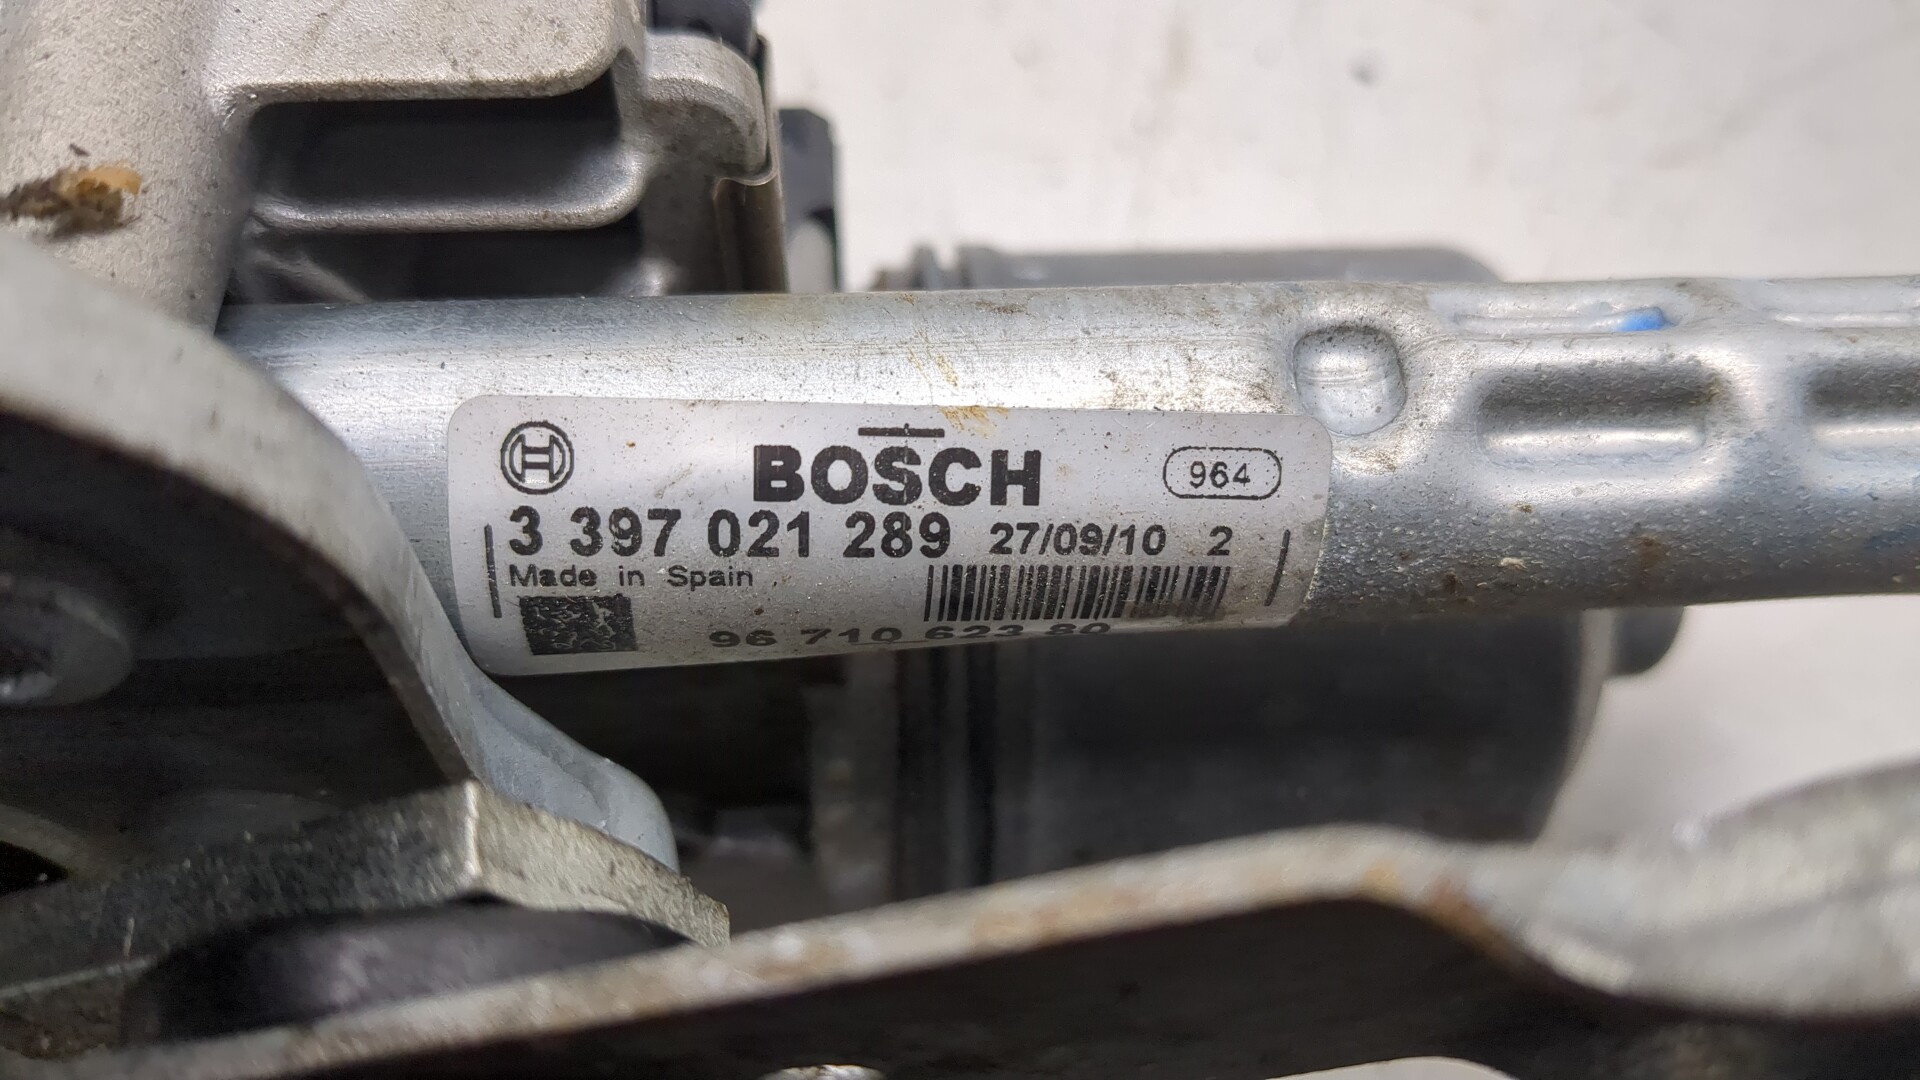 BOSCH 964
3 397 021 289 27/09/10 2
Made in Spain
96 710 623 80